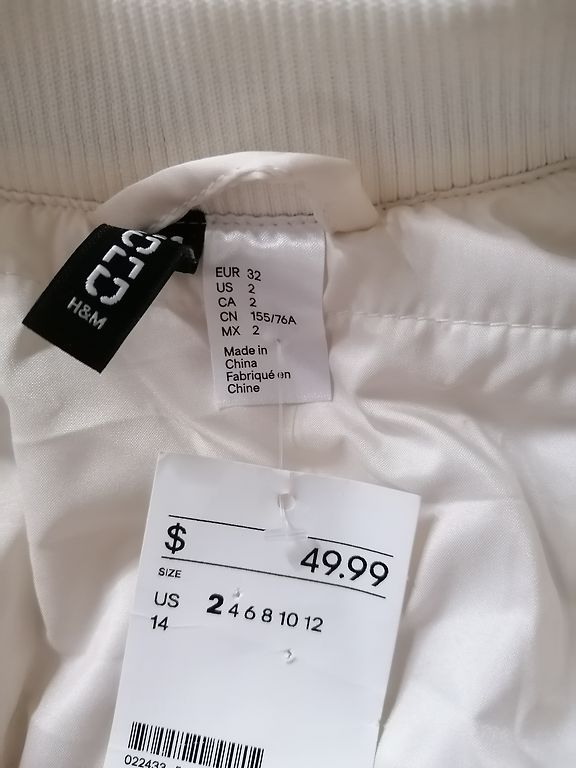 H&M
EUR 32
US 2
CA 2
CN 155/76A
MX 2
Made in
China
Fabriqué en
Chine
$ 49.99
SIZE
US 2 4 6 8 10 12
14
022433